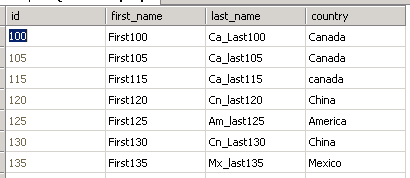 id first_name last_name country
100 First100 Ca_Last100 Canada
105 First105 Ca_last105 Canada
115 First115 Ca_last115 canada
120 First120 Cn_last120 China
125 First125 Am_last125 America
130 First130 Cn_Last130 China
135 First135 Mx_last135 Mexico